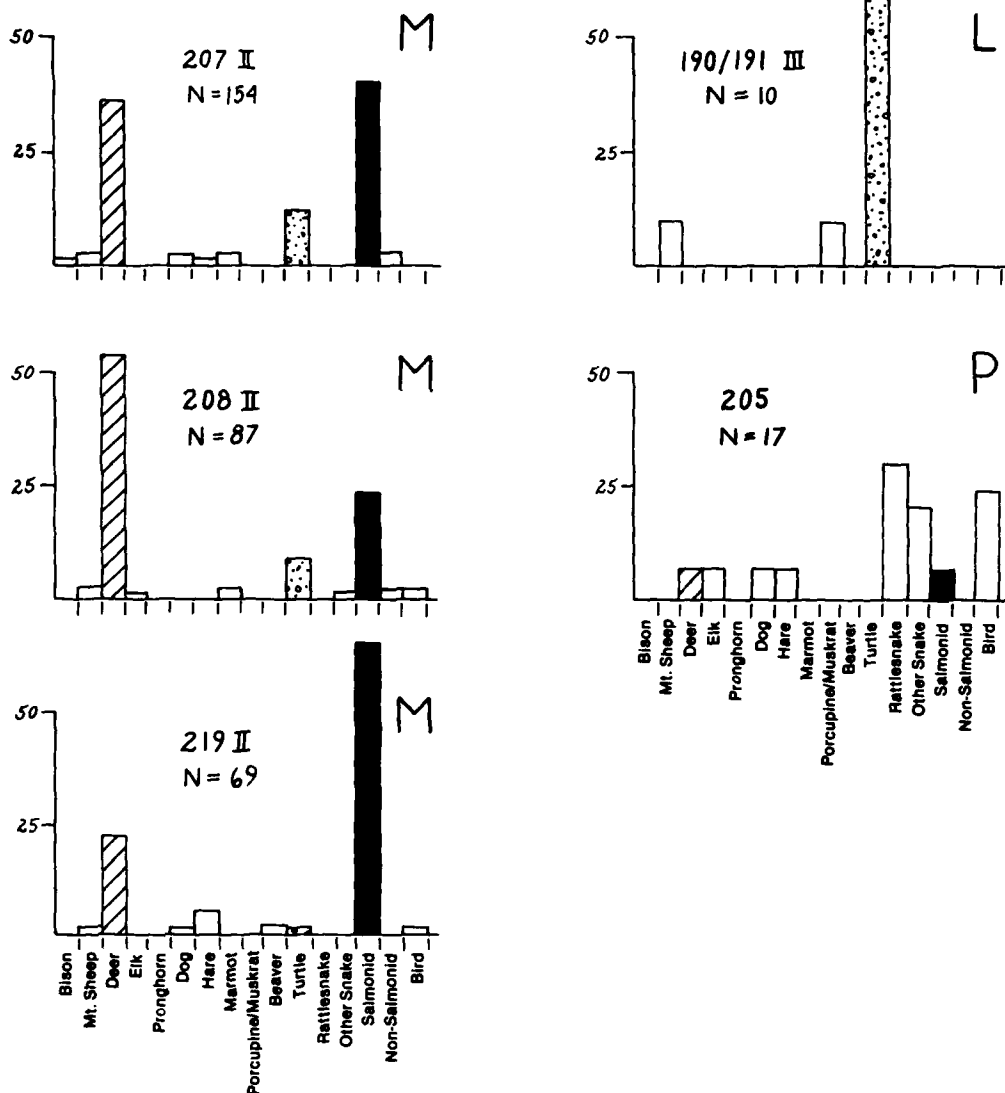 50
25
M
207 II
N = 154
50
25
L
190/191 III
N = 10
50
25
M
208 II
N = 87
50
25
P
205
N = 17
Bison
Mt. Sheep
Deer
Elk
Pronghorn
Dog
Hare
Marmot
Porcupine/Muskrat
Beaver
Turtle
Rattlesnake
Other Snake
Salmonid
Non-Salmonid
Bird
50
25
M
219 II
N = 69
Bison
Mt. Sheep
Deer
Elk
Pronghorn
Dog
Hare
Marmot
Porcupine/Muskrat
Beaver
Turtle
Rattlesnake
Other Snake
Salmonid
Non-Salmonid
Bird